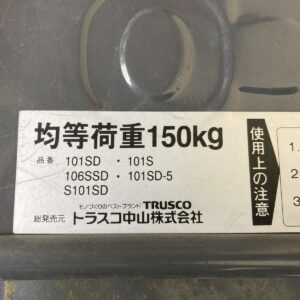 均等荷重150kg
品番 101SD ・ 101S
106SSD ・ 101SD-5
S101SD
モノづくりのベストブランド TRUSCO
総発売元 トラスコ中山株式会社
使用上の注意
1.
2
3